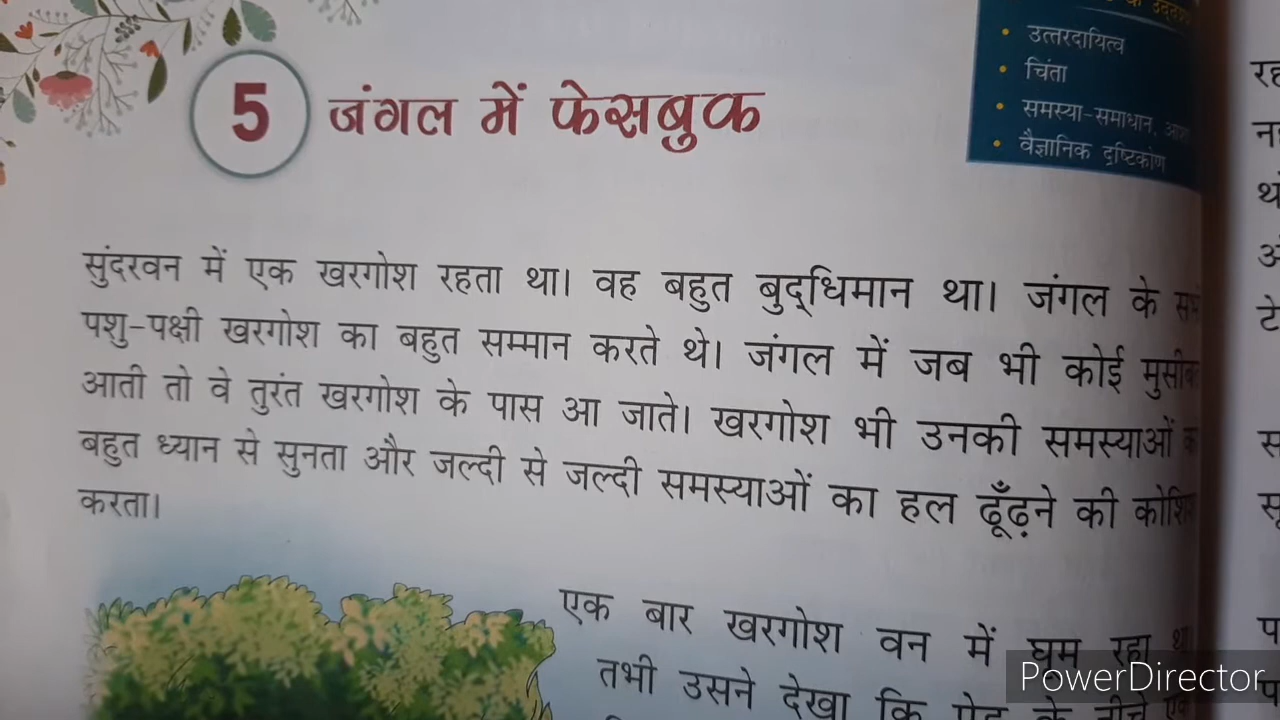 उत्तरदायित्व
चिंता
समस्या-समाधान,
वैज्ञानिक दृष्टिकोण
5 जंगल में फेसबुक
सुंदरवन में एक खरगोश रहता था। वह बहुत बुद्धिमान था। जंगल के
पशु-पक्षी खरगोश का बहुत सम्मान करते थे। जंगल में जब भी कोई
आती तो वे तुरंत खरगोश के पास आ जाते। खरगोश भी उनकी समस्याओं
बहुत ध्यान से सुनता और जल्दी से जल्दी समस्याओं का हल ढूँढ़ने की
करता।
एक बार खरगोश वन में घूम रहा
तभी उसने देखा कि पेड़ के नीचे
PowerDirector